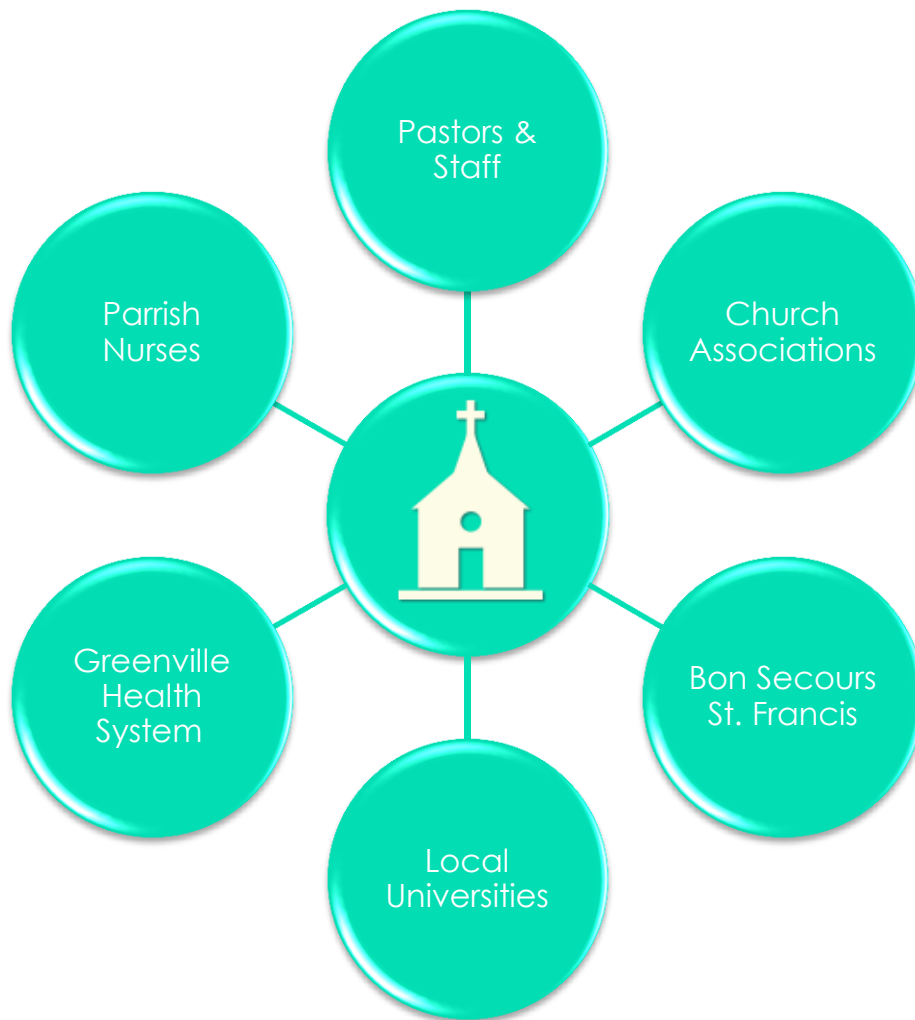 Pastors &
Staff
Parrish
Nurses
Church
Associations
Greenville
Health
System
Bon Secours
St. Francis
Local
Universities